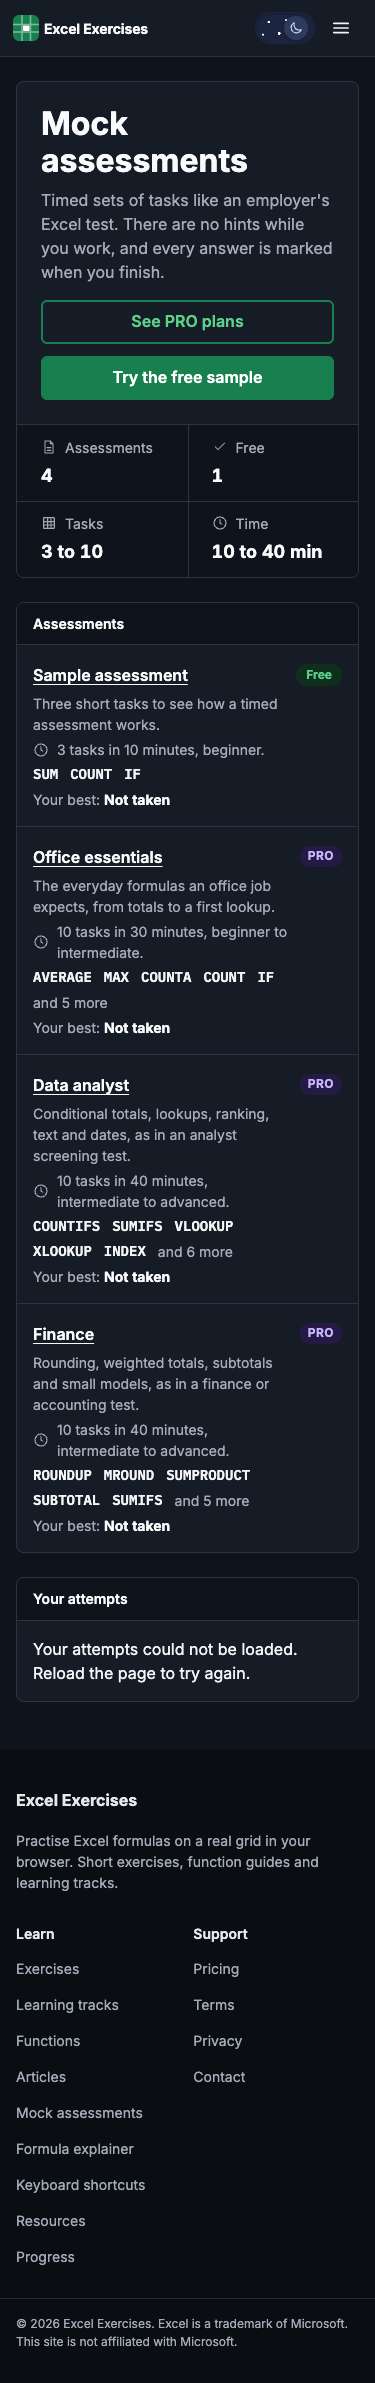 Excel Exercises
Mock
assessments
Timed sets of tasks like an employer's
Excel test. There are no hints while
you work, and every answer is marked
when you finish.
See PRO plans
Try the free sample
Assessments
4
Free
1
Tasks
3 to 10
Time
10 to 40 min
Assessments
Sample assessment
Free
Three short tasks to see how a timed
assessment works.
3 tasks in 10 minutes, beginner.
SUM COUNT IF
Your best: Not taken
Office essentials
PRO
The everyday formulas an office job
expects, from totals to a first lookup.
10 tasks in 30 minutes, beginner to
intermediate.
AVERAGE MAX COUNTA COUNT IF
and 5 more
Your best: Not taken
Data analyst
PRO
Conditional totals, lookups, ranking,
text and dates, as in an analyst
screening test.
10 tasks in 40 minutes,
intermediate to advanced.
COUNTIFS SUMIFS VLOOKUP
XLOOKUP INDEX and 6 more
Your best: Not taken
Finance
PRO
Rounding, weighted totals, subtotals
and small models, as in a finance or
accounting test.
10 tasks in 40 minutes,
intermediate to advanced.
ROUNDUP MROUND SUMPRODUCT
SUBTOTAL SUMIFS and 5 more
Your best: Not taken
Your attempts
Your attempts could not be loaded.
Reload the page to try again.
Excel Exercises
Practise Excel formulas on a real grid in your
browser. Short exercises, function guides and
learning tracks.
Learn
Exercises
Learning tracks
Functions
Articles
Mock assessments
Formula explainer
Keyboard shortcuts
Resources
Progress
Support
Pricing
Terms
Privacy
Contact
© 2026 Excel Exercises. Excel is a trademark of Microsoft.
This site is not affiliated with Microsoft.